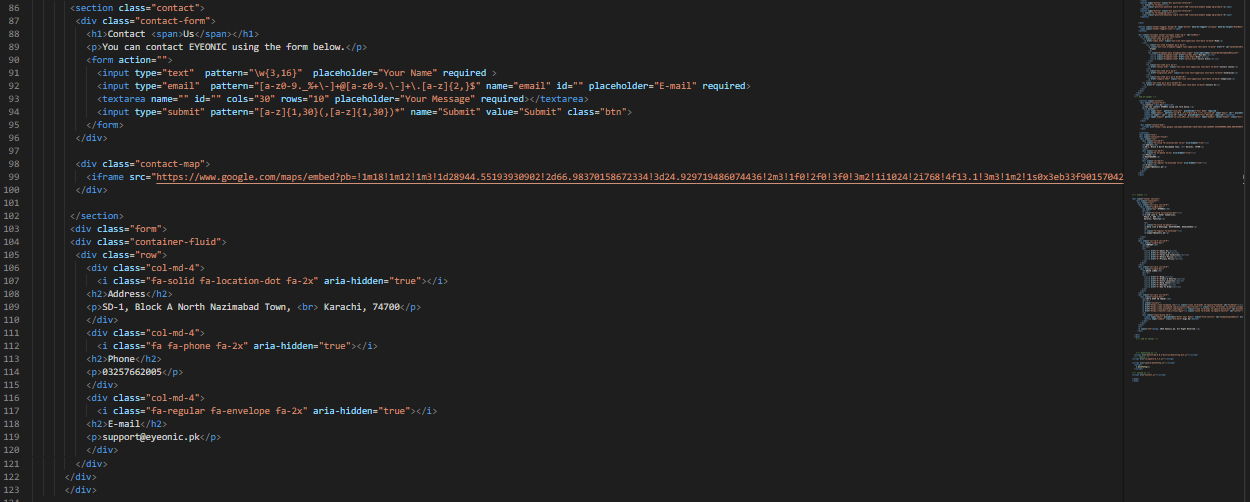 86 <section class="contact">
87 <div class="contact-form">
88 <h1>Contact <span>Us</span></h1>
89 <p>You can contact EYEONIC using the form below.</p>
90 <form action="">
91 <input type="text"  pattern="\w{3,16}"  placeholder="Your Name" required >
92 <input type="email"  pattern="[a-z0-9._%+\-]+@[a-z0-9.\-]+\.[a-z]{2,}$" name="email" id="" placeholder="E-mail" required>
93 <textarea name="" id="" cols="30" rows="10" placeholder="Your Message" required></textarea>
94 <input type="submit" pattern="[a-z]{1,30}(,[a-z]{1,30})*" name="Submit" value="Submit" class="btn">
95 </form>
96 </div>
97
98 <div class="contact-map">
99 <iframe src="https://www.google.com/maps/embed?pb=!1m18!1m12!1m3!1d28944.55193930902!2d66.98370158672334!3d24.929719486074436!2m3!1f0!2f0!3f0!3m2!1i1024!2i768!4f13.1!3m3!1m2!1s0x3eb33f90157042
100 </div>
101
102 </section>
103 <div class="form">
104 <div class="container-fluid">
105 <div class="row">
106 <div class="col-md-4">
107 <i class="fa-solid fa-location-dot fa-2x" aria-hidden="true"></i>
108 <h2>Address</h2>
109 <p>SD-1, Block A North Nazimabad Town, <br> Karachi, 74700</p>
110 </div>
111 <div class="col-md-4">
112 <i class="fa fa-phone fa-2x" aria-hidden="true"></i>
113 <h2>Phone</h2>
114 <p>03257662005</p>
115 </div>
116 <div class="col-md-4">
117 <i class="fa-regular fa-envelope fa-2x" aria-hidden="true"></i>
118 <h2>E-mail</h2>
119 <p>support@eyeonic.pk</p>
120 </div>
121 </div>
122 </div>
123 </div>